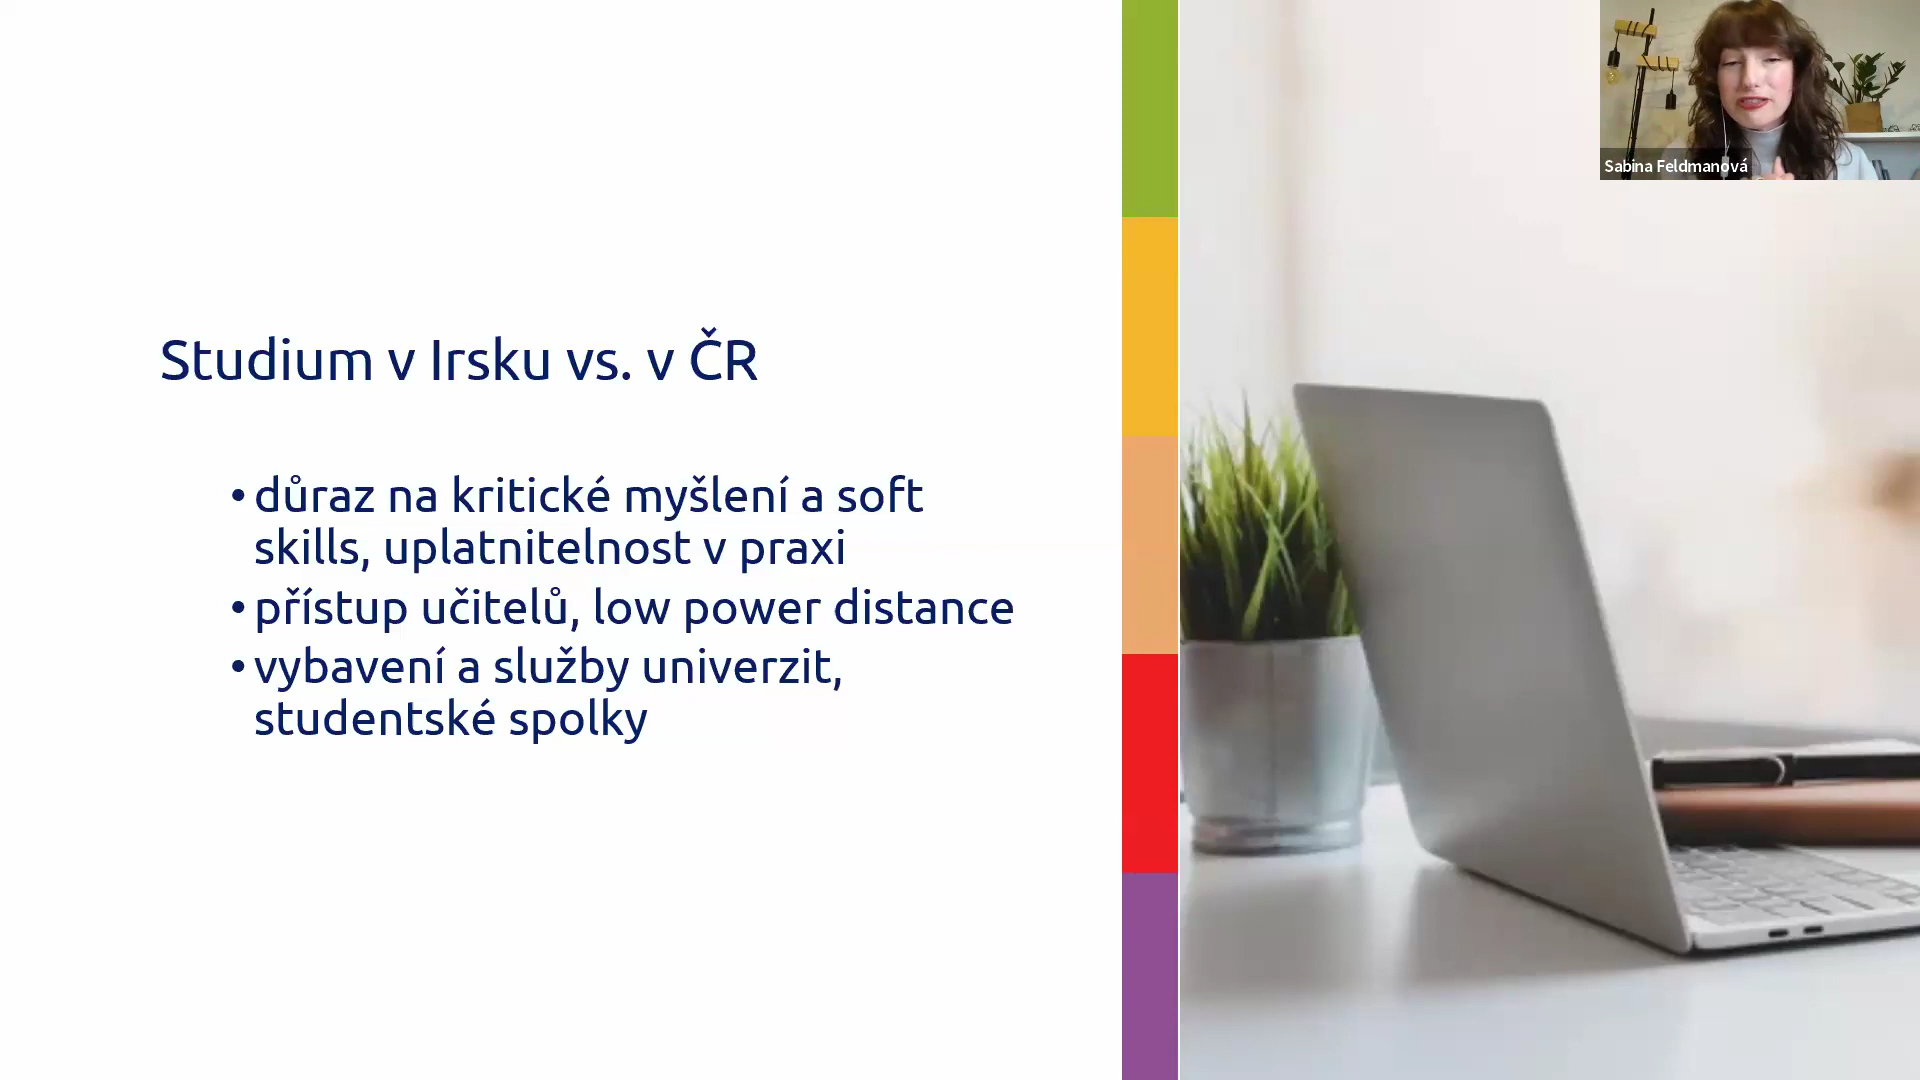 Sabina Feldmanová
Studium v Irsku vs. v ČR
• důraz na kritické myšlení a soft
skills, uplatnitelnost v praxi
• přístup učitelů, low power distance
• vybavení a služby univerzit,
studentské spolky